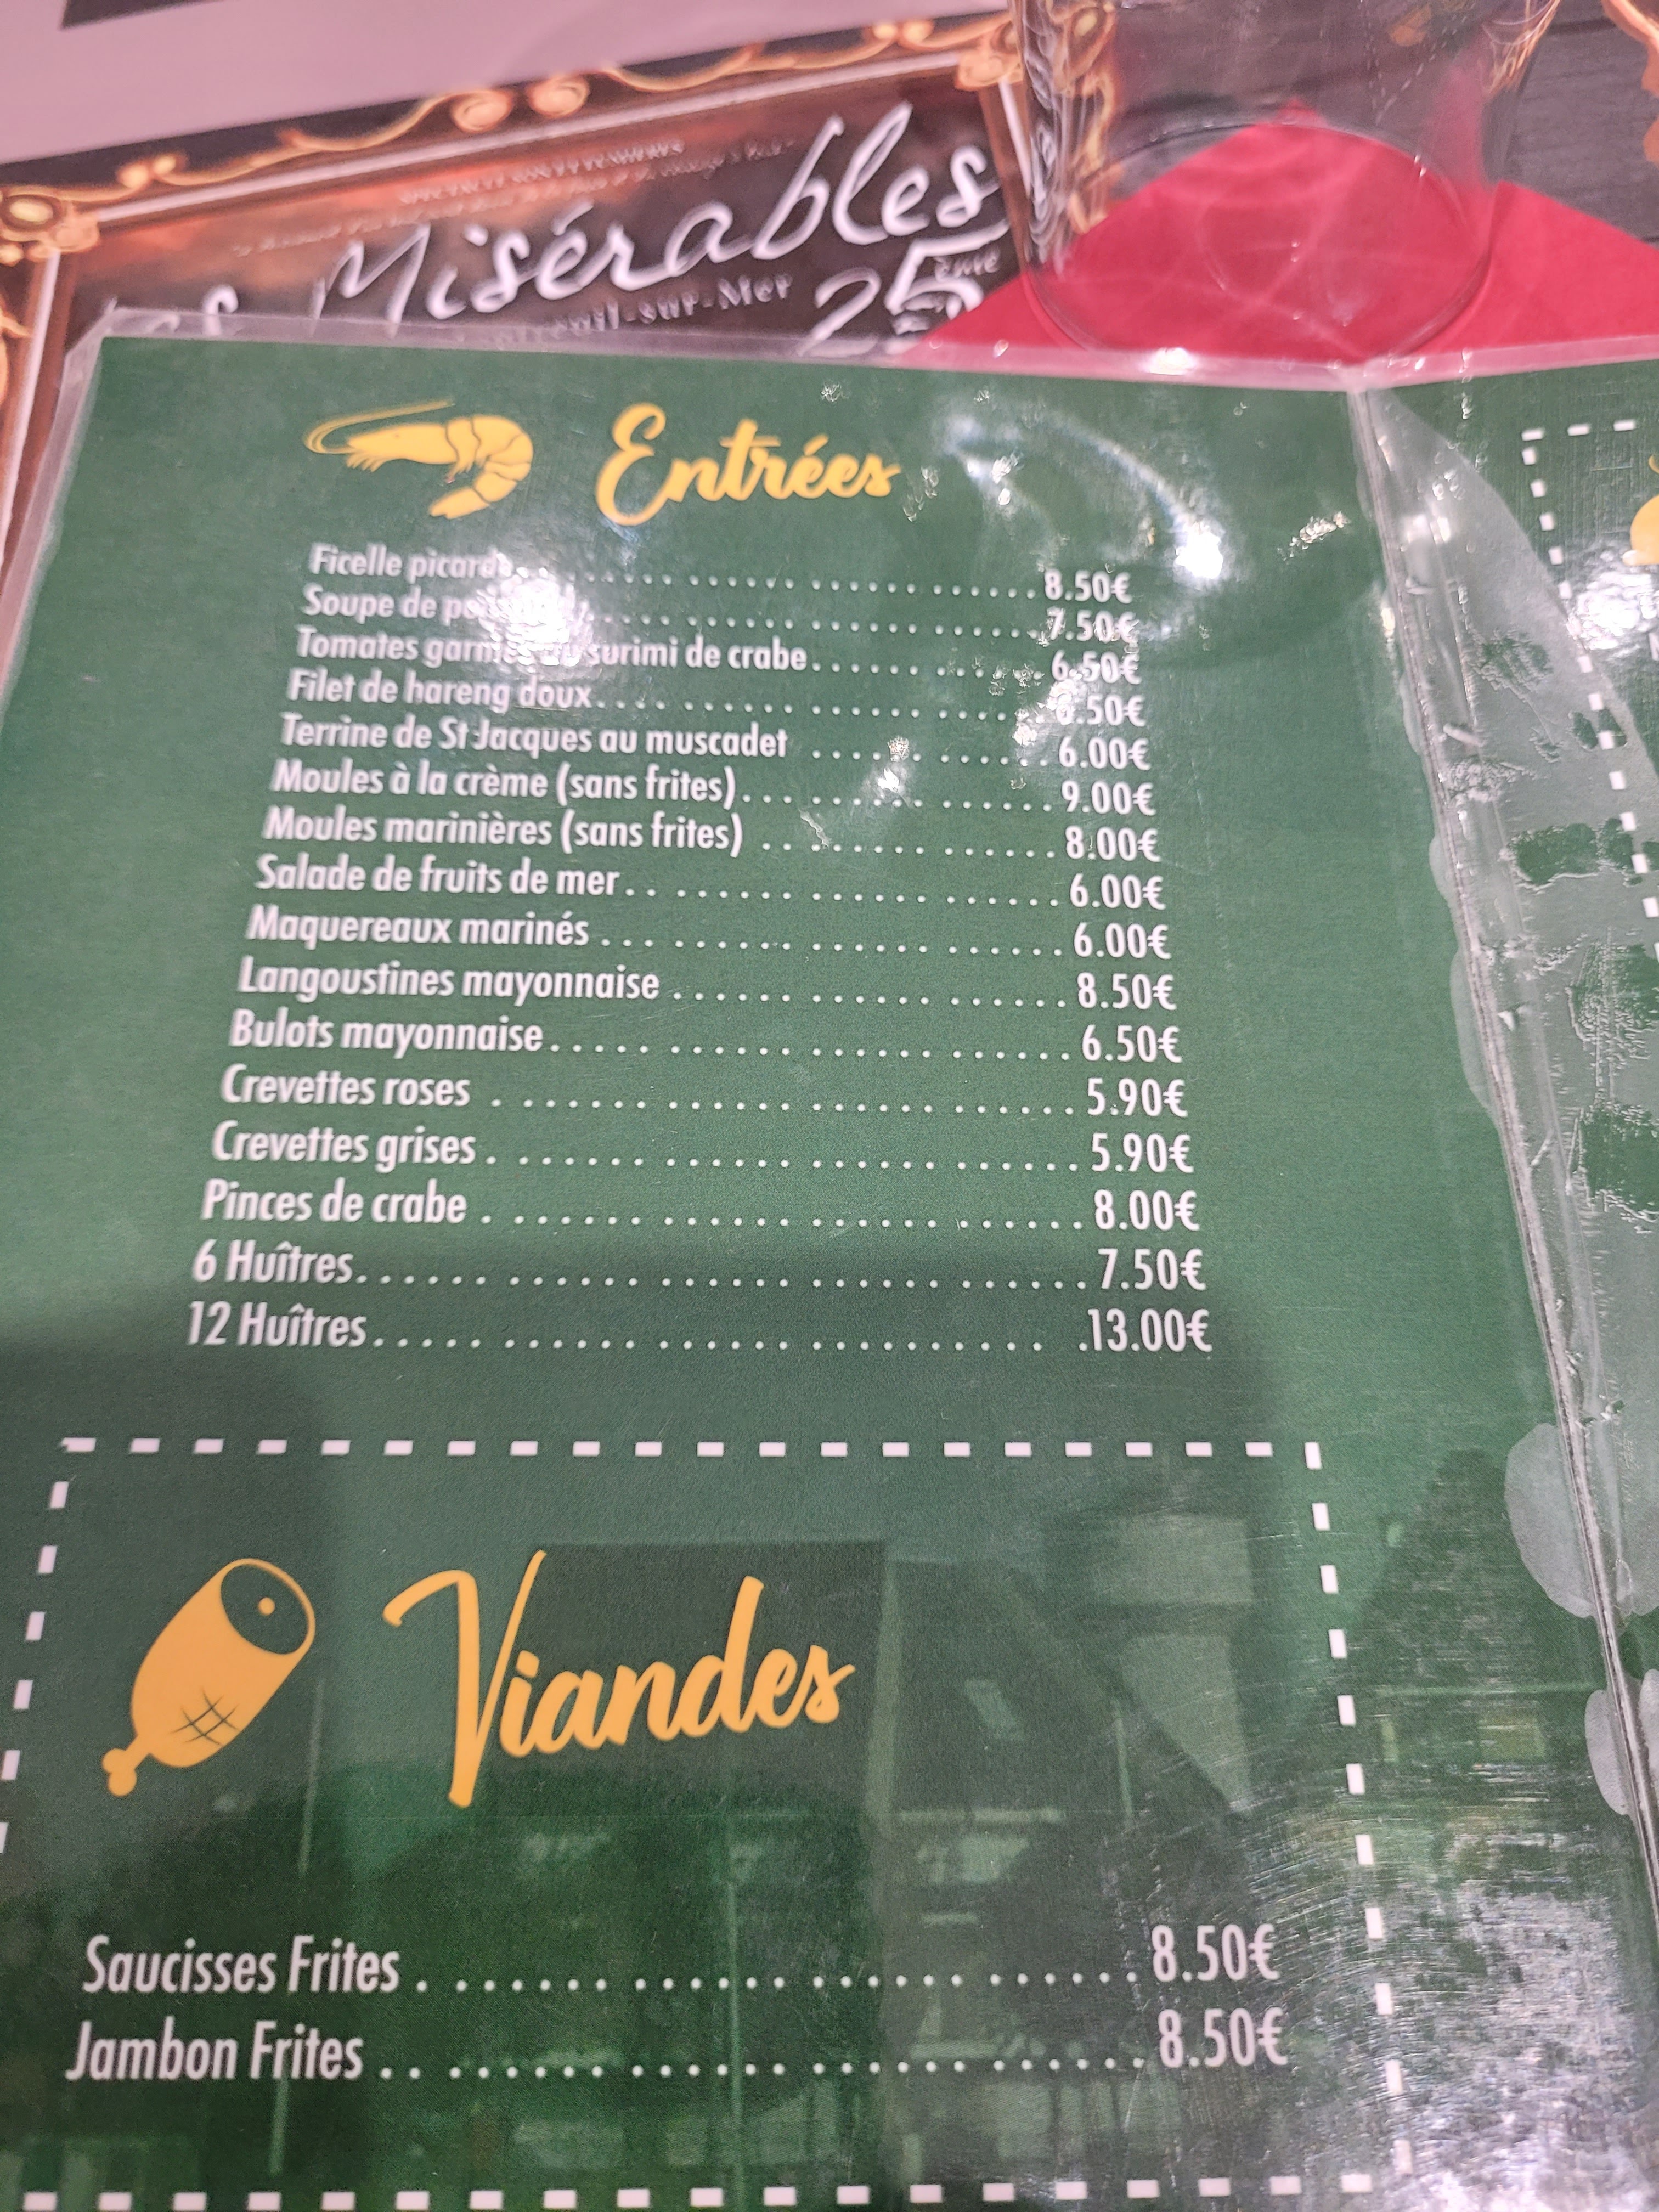 Misérables
25ème
Entrées
Ficelle 8.50€
Soupe de 7.50€
Tomates surimi de crabe 6.50€
Filet de hareng doux
Terrine de St-Jacques au muscadet 6.00€
Moules à la crème (sans frites) 9.00€
Moules marinières (sans frites) 8.00€
Salade de fruits de mer 6.00€
Maquereaux marinés 6.00€
Langoustines mayonnaise 8.50€
Bulots mayonnaise 6.50€
Crevettes roses 5.90€
Crevettes grises 5.90€
Pinces de crabe 8.00€
6 Huîtres 7.50€
12 Huîtres 13.00€
Viandes
Saucisses Frites 8.50€
Jambon Frites 8.50€